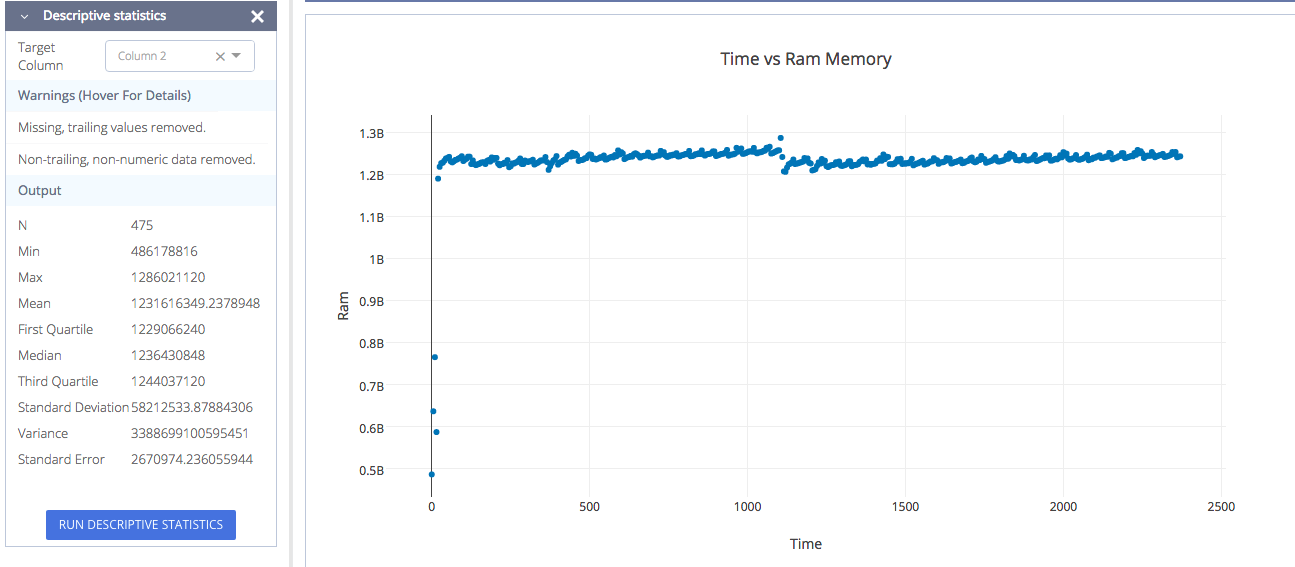 Descriptive statistics
Target
Column
Column 2
Warnings (Hover For Details)
Missing, trailing values removed.
Non-trailing, non-numeric data removed.
Output
N 475
Min 486178816
Max 1286021120
Mean 1231616349.2378948
First Quartile 1229066240
Median 1236430848
Third Quartile 1244037120
Standard Deviation 58212533.87884306
Variance 3388699100595451
Standard Error 2670974.236055944
RUN DESCRIPTIVE STATISTICS
Time vs Ram Memory
1.3B
1.2B
1.1B
1B
0.9B
0.8B
0.7B
0.6B
0.5B
Ram
0 500 1000 1500 2000 2500
Time